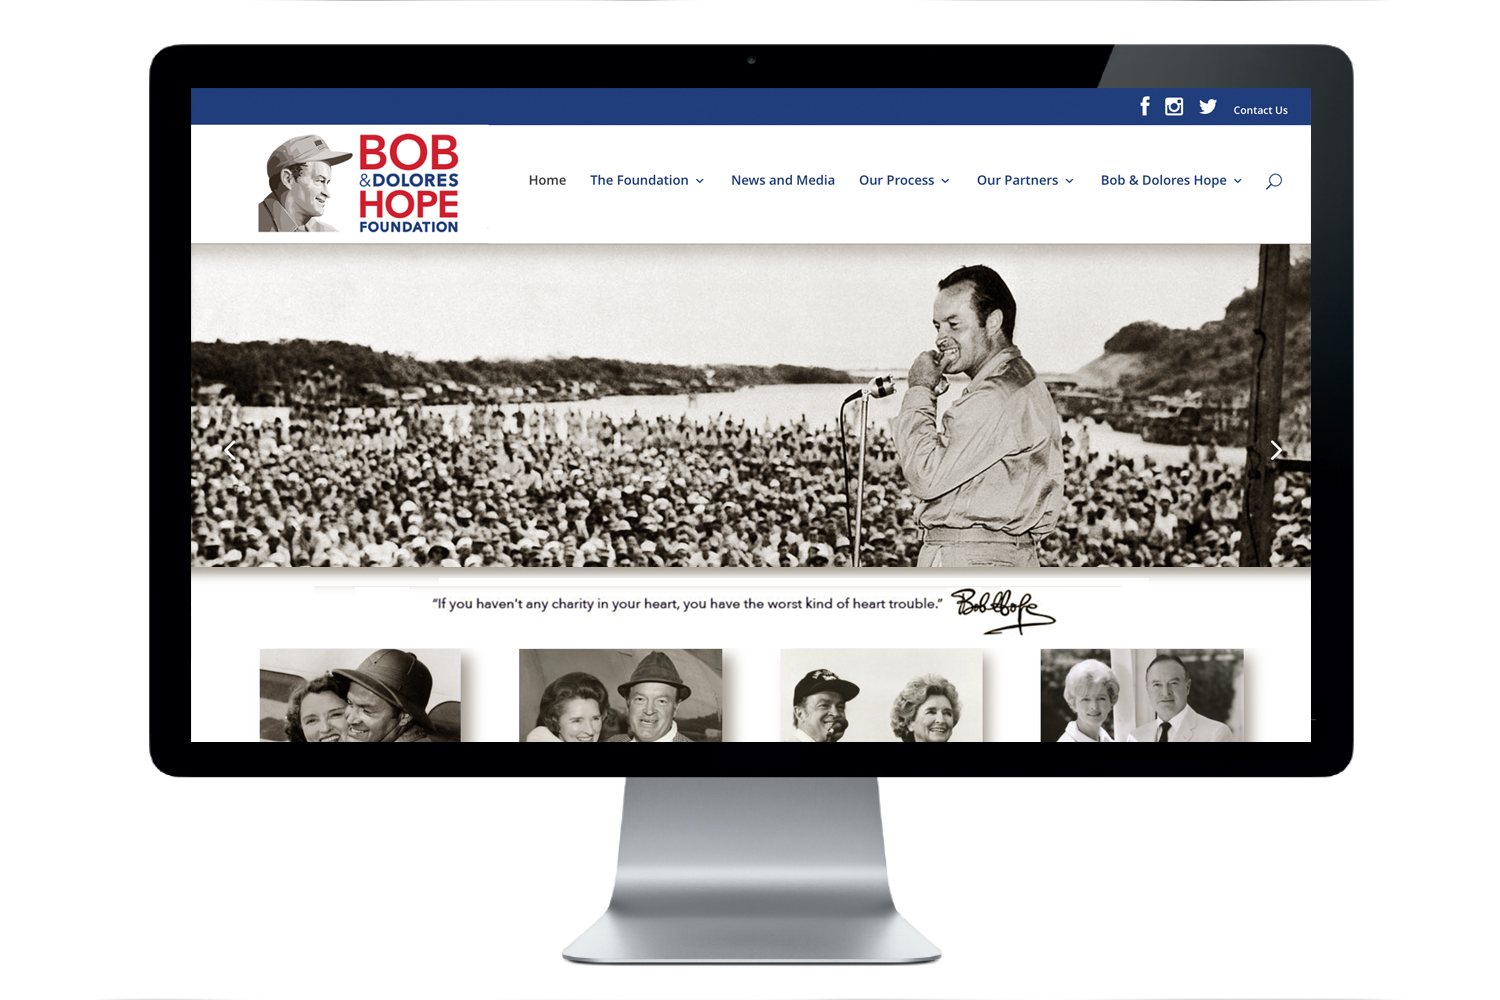 Contact Us
BOB
&DOLORES
HOPE
FOUNDATION
Home The Foundation News and Media Our Process Our Partners Bob & Dolores Hope
“If you haven't any charity in your heart, you have the worst kind of heart trouble.” Bob Hope